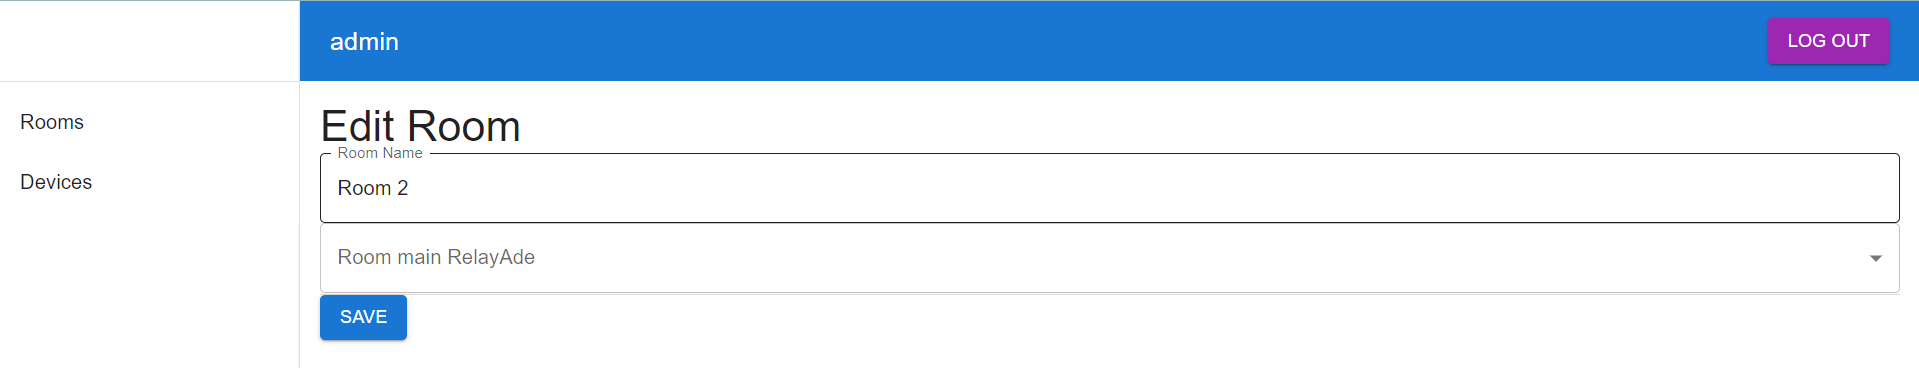 admin
LOG OUT
Rooms
Devices
Edit Room
Room Name
Room 2
Room main RelayAde
SAVE